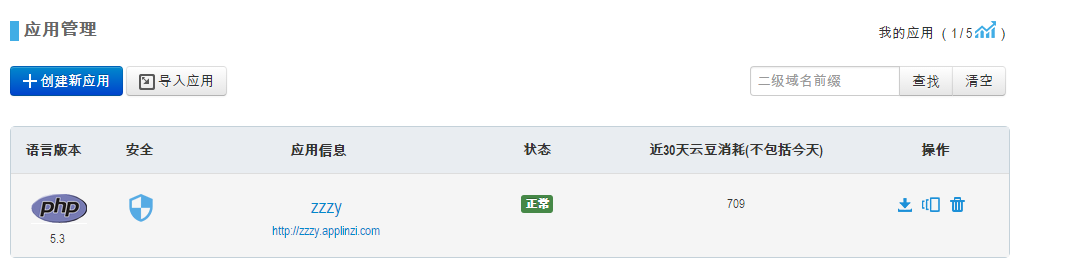 应用管理
我的应用 ( 1/5 )
创建新应用 导入应用 二级域名前缀 查找 清空
语言版本 安全 应用信息 状态 近30天云豆消耗(不包括今天) 操作
php zzzy 正常 709
5.3 http://zzzy.applinzi.com